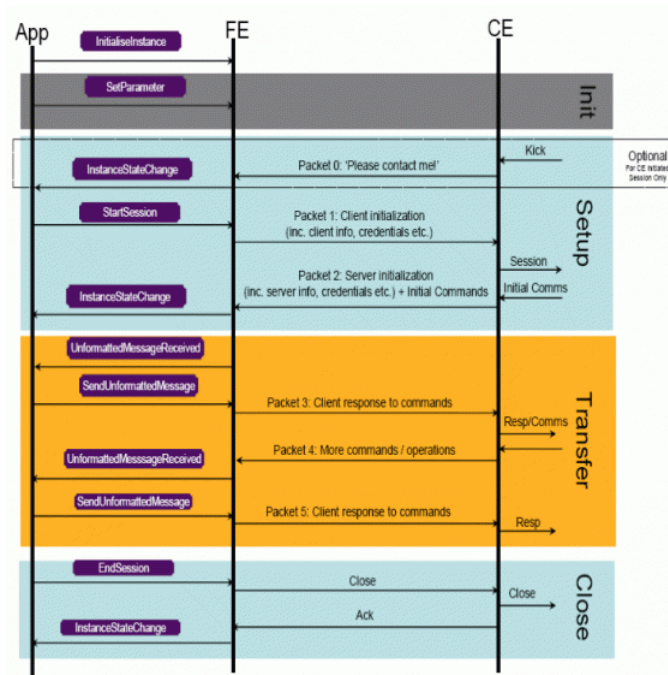 App
FE
CE
InitialiseInstance
SetParameter
Init
Kick
Optional
For CE Initiated
Session Only
Packet 0: 'Please contact me!'
InstanceStateChange
StartSession
Packet 1: Client initialization
(inc. client info, credentials etc.)
Setup
Session
Packet 2: Server initialization
(inc. server info, credentials etc.) + Initial Commands
Initial Comms
InstanceStateChange
UnformattedMessageReceived
SendUnformattedMessage
Packet 3: Client response to commands
Transfer
Resp/Comms
Packet 4: More commands / operations
UnformattedMesssageReceived
SendUnformattedMessage
Packet 5: Client response to commands
Resp
EndSession
Close
Close
Close
Ack
InstanceStateChange